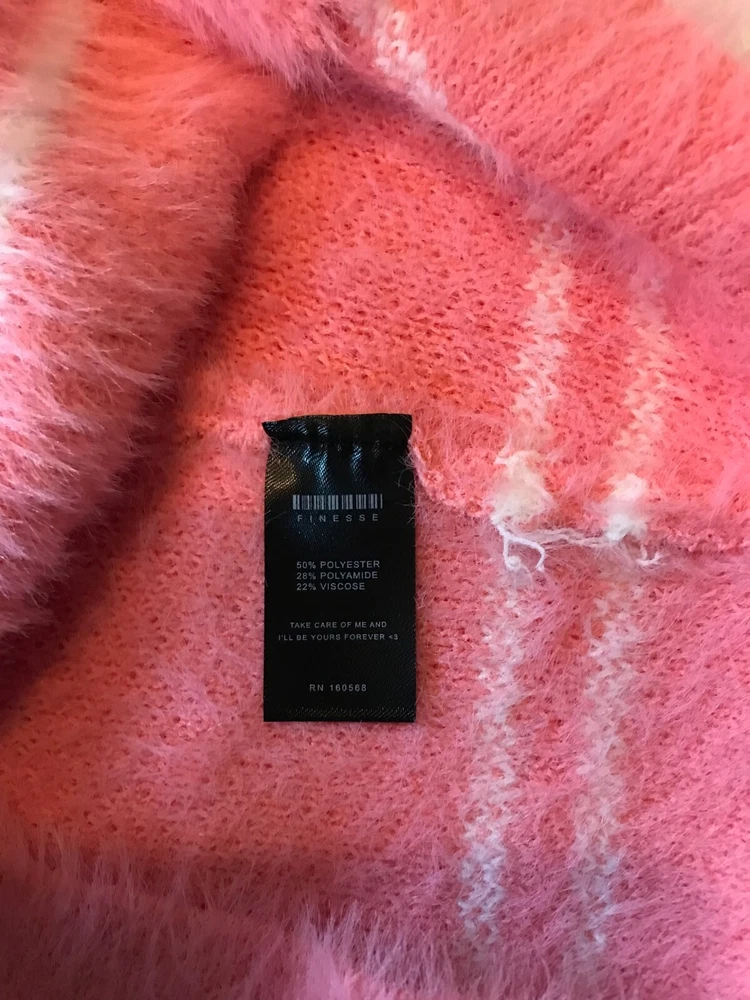 FINESSE
50% POLYESTER
28% POLYAMIDE
22% VISCOSE
TAKE CARE OF ME AND
I'LL BE YOURS FOREVER <3
RN 160568